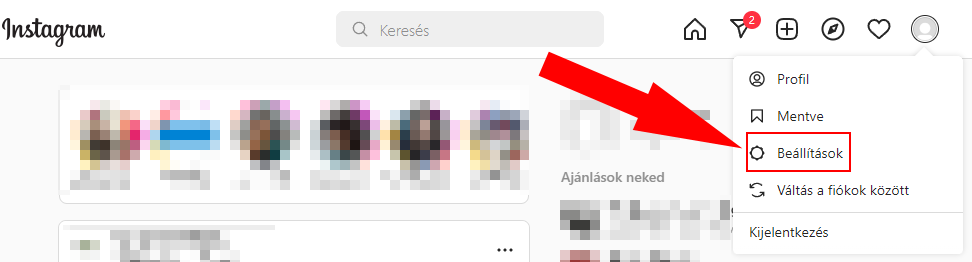 Instagram
Keresés
2
Profil
Mentve
Beállítások
Ajánlások neked
Váltás a fiókok között
Kijelentkezés